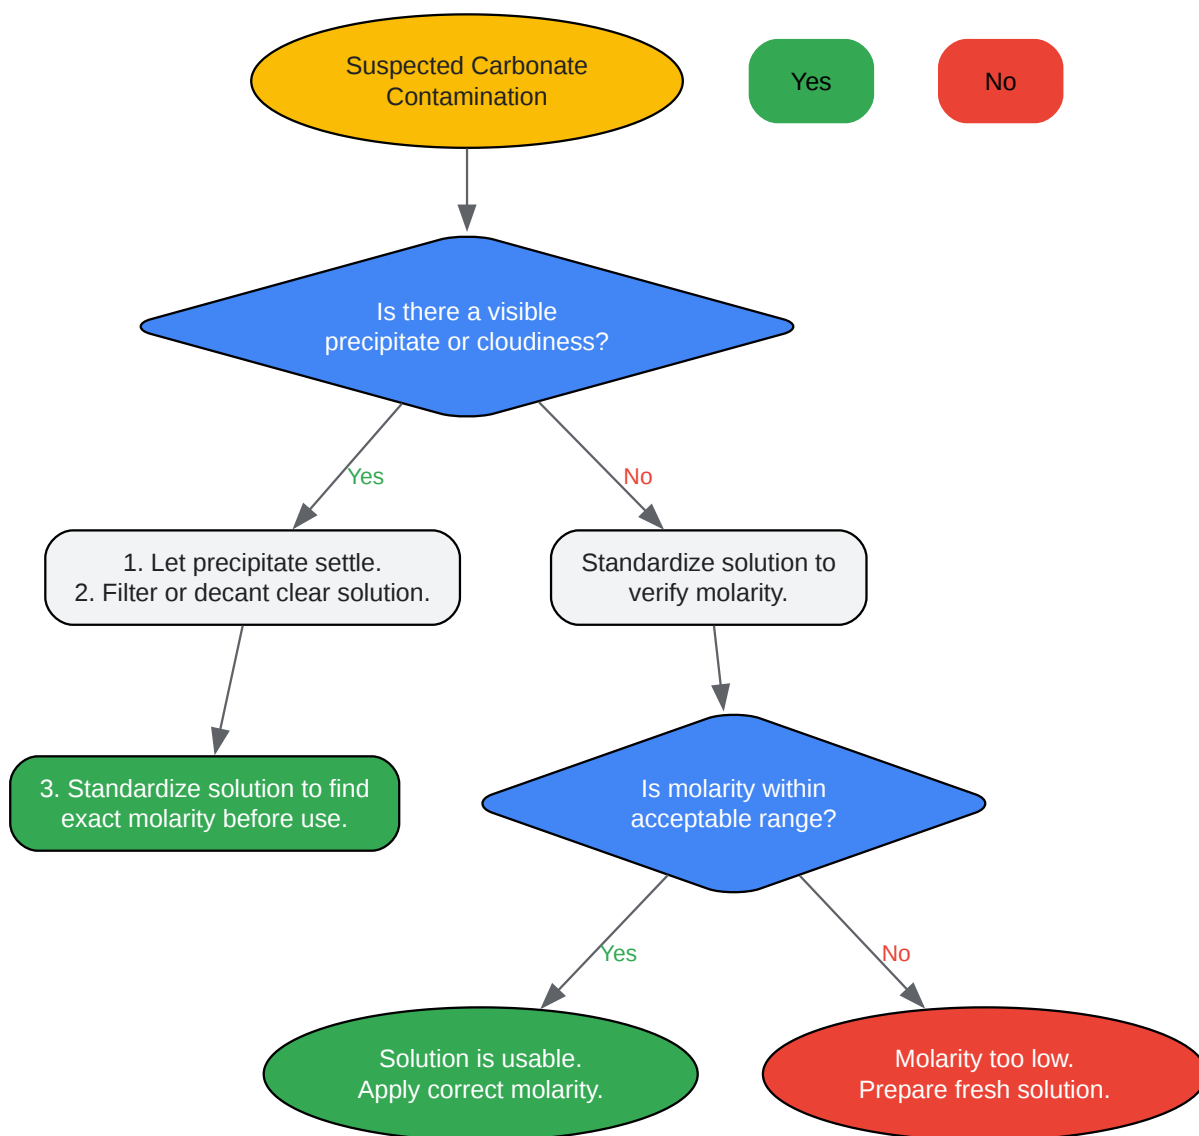 Suspected Carbonate
Contamination
Yes
No
Is there a visible
precipitate or cloudiness?
Yes
No
1. Let precipitate settle.
2. Filter or decant clear solution.
Standardize solution to
verify molarity.
3. Standardize solution to find
exact molarity before use.
Is molarity within
acceptable range?
Yes
No
Solution is usable.
Apply correct molarity.
Molarity too low.
Prepare fresh solution.